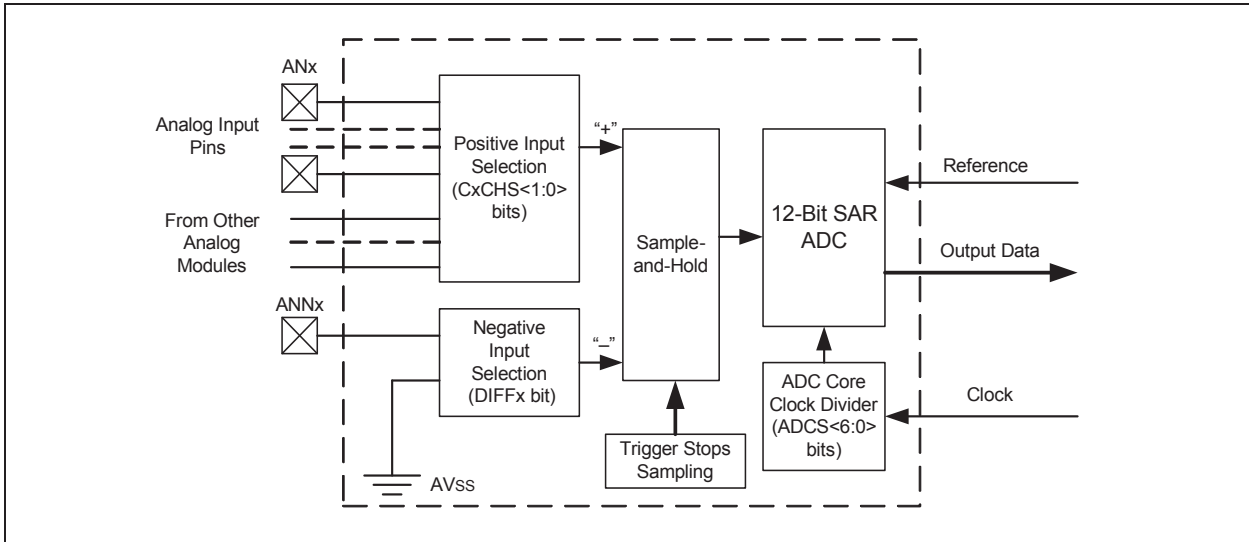 ANx
Analog Input
Pins
From Other
Analog
Modules
ANNx
Positive Input
Selection
(CxCHS<1:0>
bits)
"+"
Negative
Input
Selection
(DIFFx bit)
"–"
AVSS
Sample-
and-Hold
Trigger Stops
Sampling
12-Bit SAR
ADC
ADC Core
Clock Divider
(ADCS<6:0>
bits)
Reference
Output Data
Clock